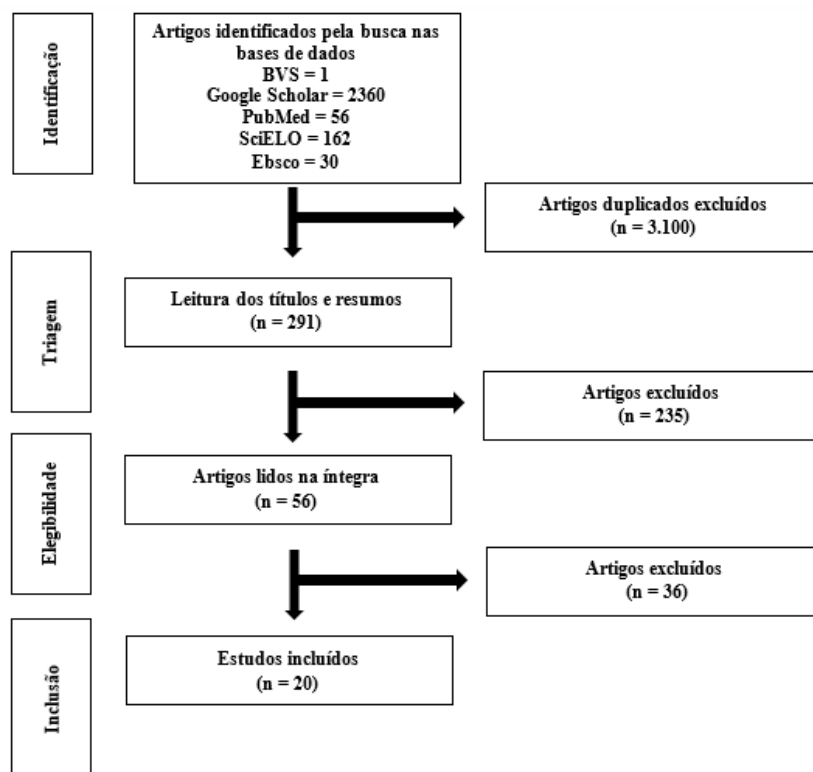 Identificação
Artigos identificados pela busca nas
bases de dados
BVS = 1
Google Scholar = 2360
PubMed = 56
SciELO = 162
Ebsco = 30
Artigos duplicados excluídos
(n = 3.100)
Triagem
Leitura dos títulos e resumos
(n = 291)
Artigos excluídos
(n = 235)
Elegibilidade
Artigos lidos na íntegra
(n = 56)
Artigos excluídos
(n = 36)
Inclusão
Estudos incluídos
(n = 20)